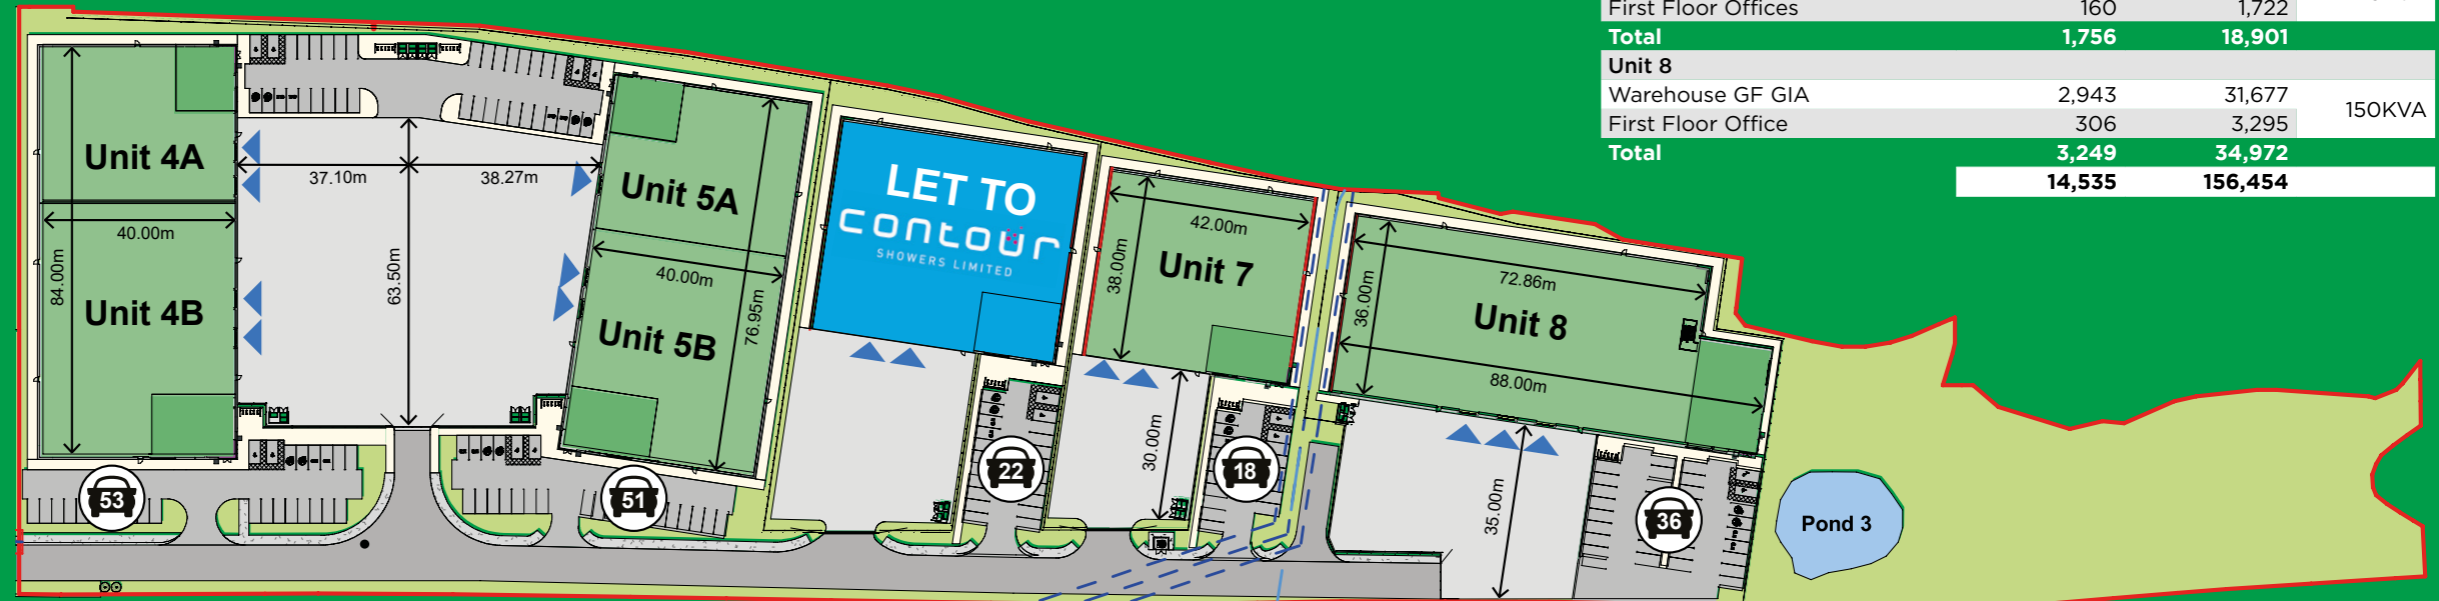 First Floor Offices 160 1,722
Total 1,756 18,901
Unit 8
Warehouse GF GIA 2,943 31,677
150KVA
First Floor Office 306 3,295
Total 3,249 34,972
14,535 156,454
Unit 4A
37.10m
38.27m
40.00m
84.00m
63.50m
Unit 4B
53
Unit 5A
40.00m
76.95m
Unit 5B
51
LET TO
contour
SHOWERS LIMITED
22
42.00m
38.00m
Unit 7
30.00m
18
72.86m
36.00m
Unit 8
88.00m
35.00m
36
Pond 3